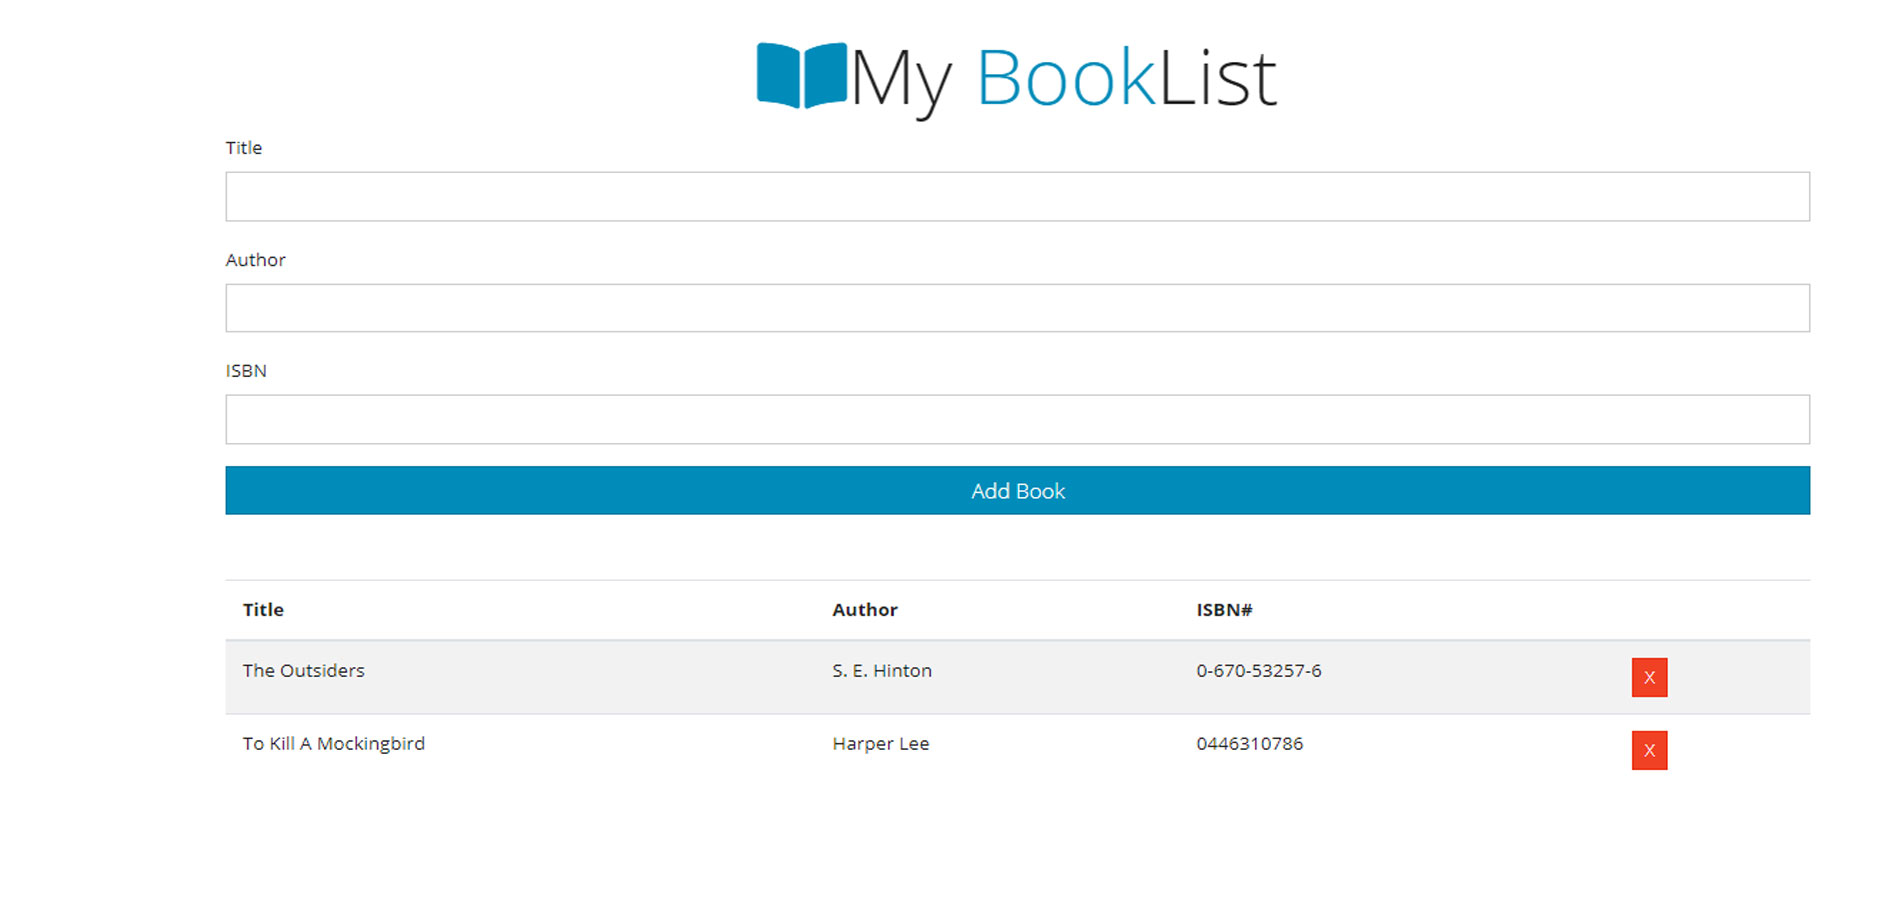 My BookList
Title
Author
ISBN
Add Book
Title Author ISBN#
The Outsiders S. E. Hinton 0-670-53257-6 X
To Kill A Mockingbird Harper Lee 0446310786 X